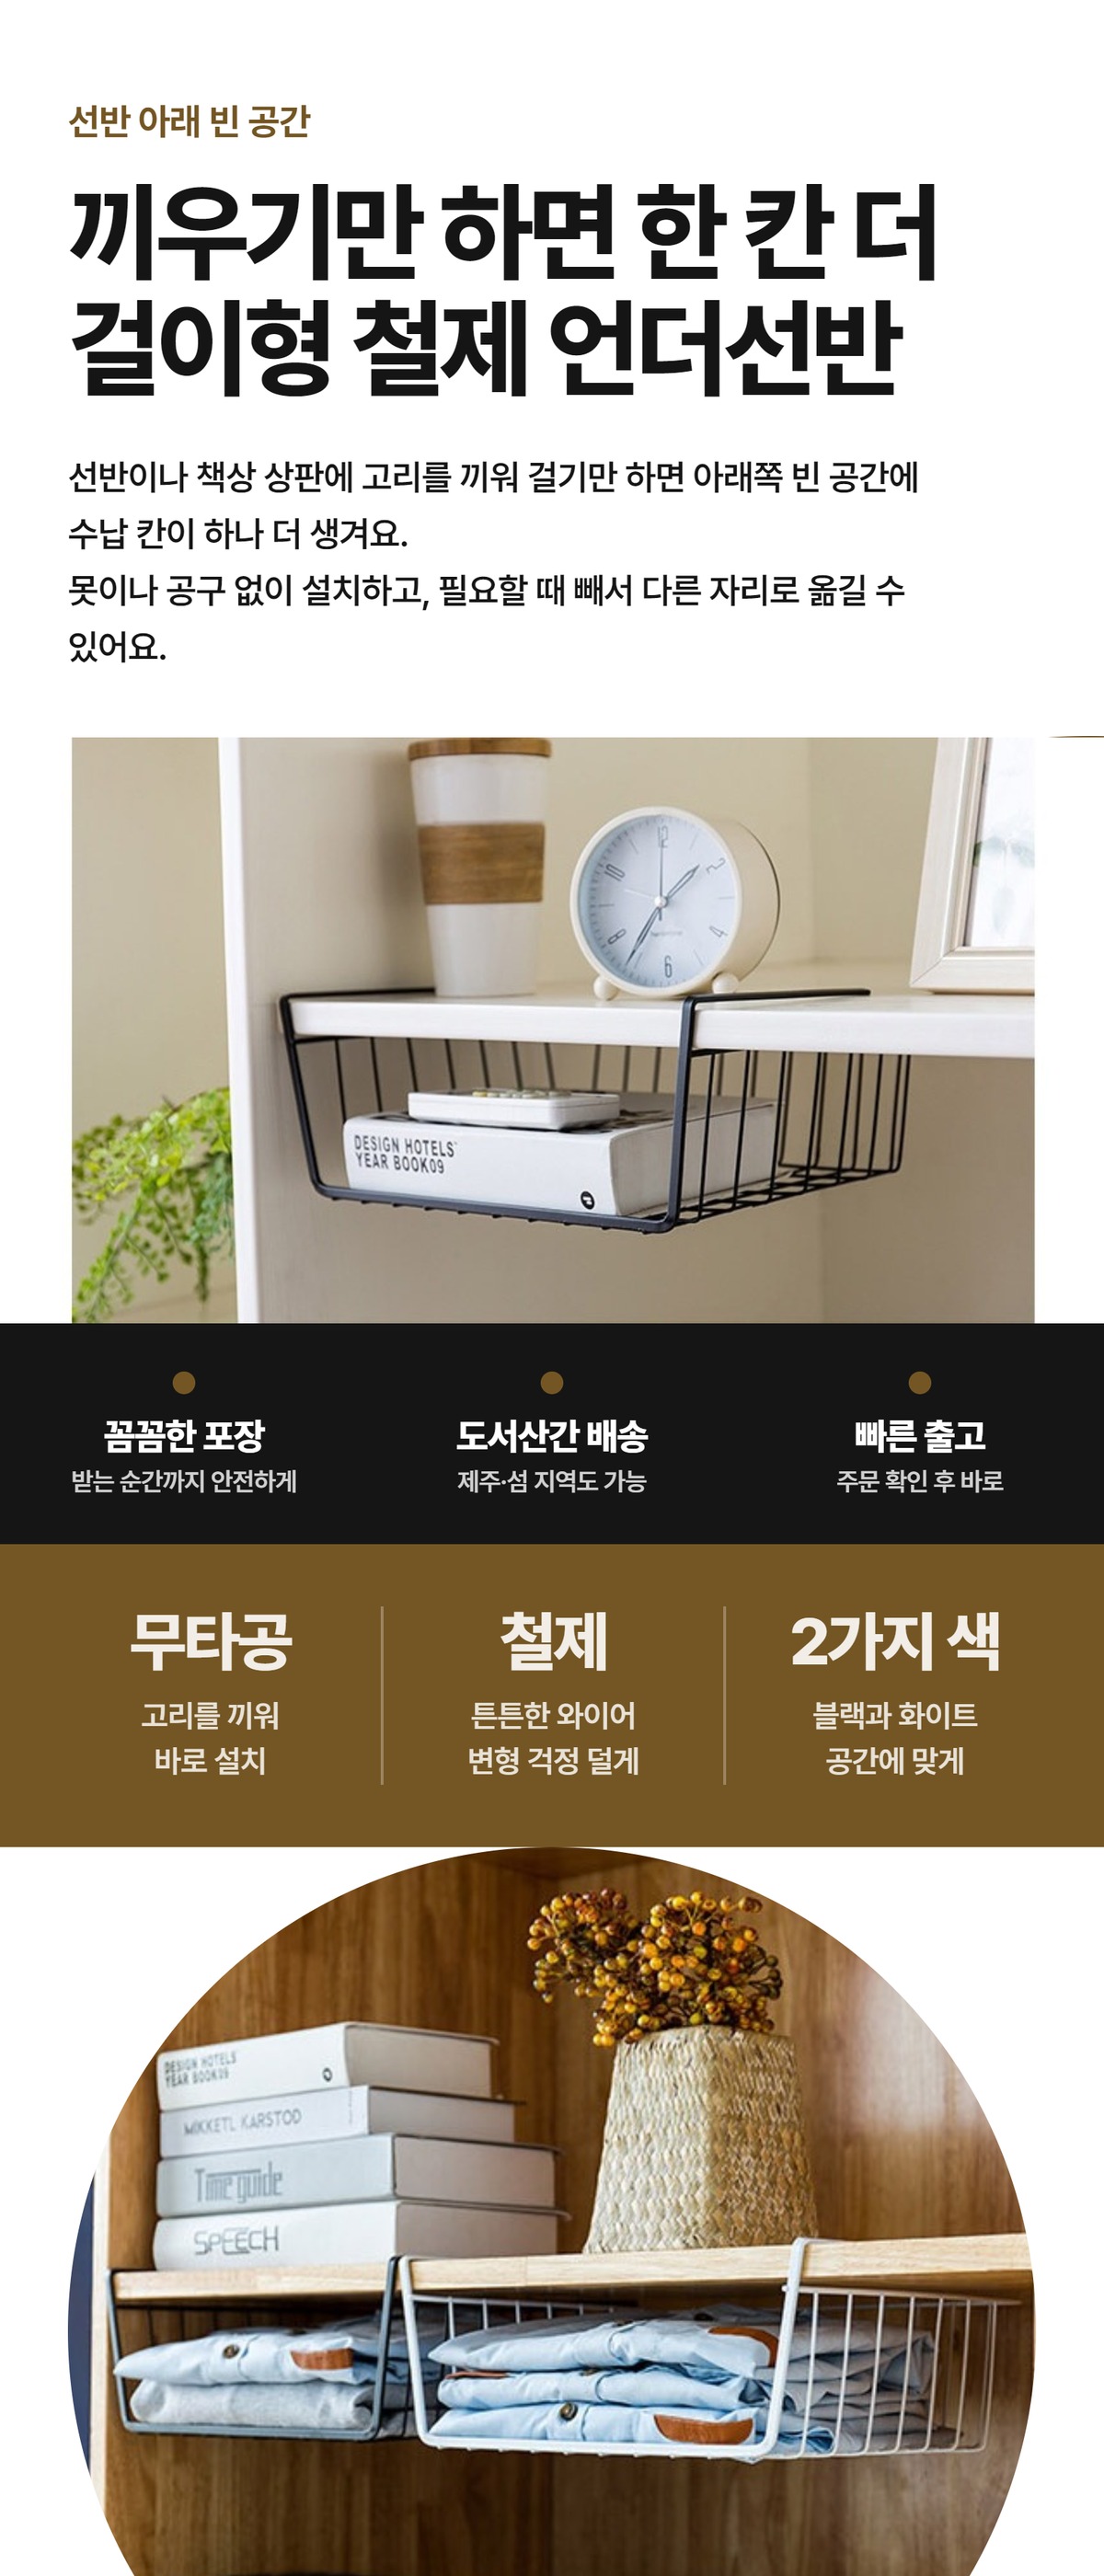 선반 아래 빈 공간
끼우기만 하면 한 칸 더
걸이형 철제 언더선반
선반이나 책상 상판에 고리를 끼워 걸기만 하면 아래쪽 빈 공간에
수납 칸이 하나 더 생겨요.
못이나 공구 없이 설치하고, 필요할 때 빼서 다른 자리로 옮길 수
있어요.
12
2
4
6
8
10
DESIGN HOTELS
YEAR BOOK09
꼼꼼한 포장
받는 순간까지 안전하게
도서산간 배송
제주·섬 지역도 가능
빠른 출고
주문 확인 후 바로
무타공
고리를 끼워
바로 설치
철제
튼튼한 와이어
변형 걱정 덜게
2가지 색
블랙과 화이트
공간에 맞게
DESIGN HOTELS
YEAR BOOK09
MIKKETL KARSTOD
Time guide
SPEECH